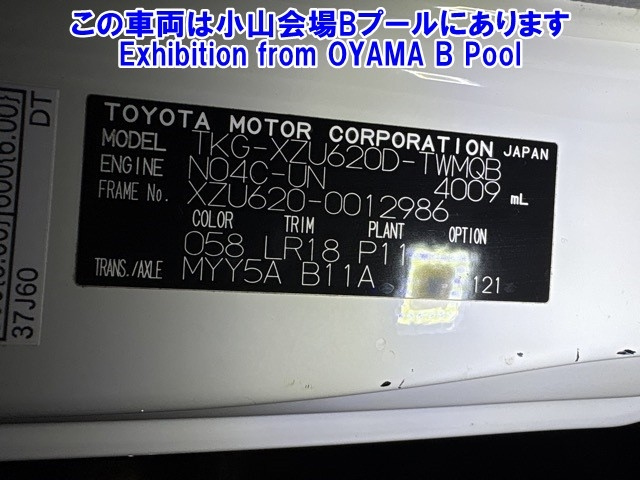 この車両は小山会場Bプールにあります
Exhibition from OYAMA B Pool
TOYOTA MOTOR CORPORATION JAPAN
MODEL TKG-XZU620D-TWMQB
ENGINE N04C-UN 4009 mL
FRAME No. XZU620-0012986
COLOR TRIM PLANT OPTION
058 LR18 P11
TRANS./AXLE MYY5A B11A 121
DT
37J60